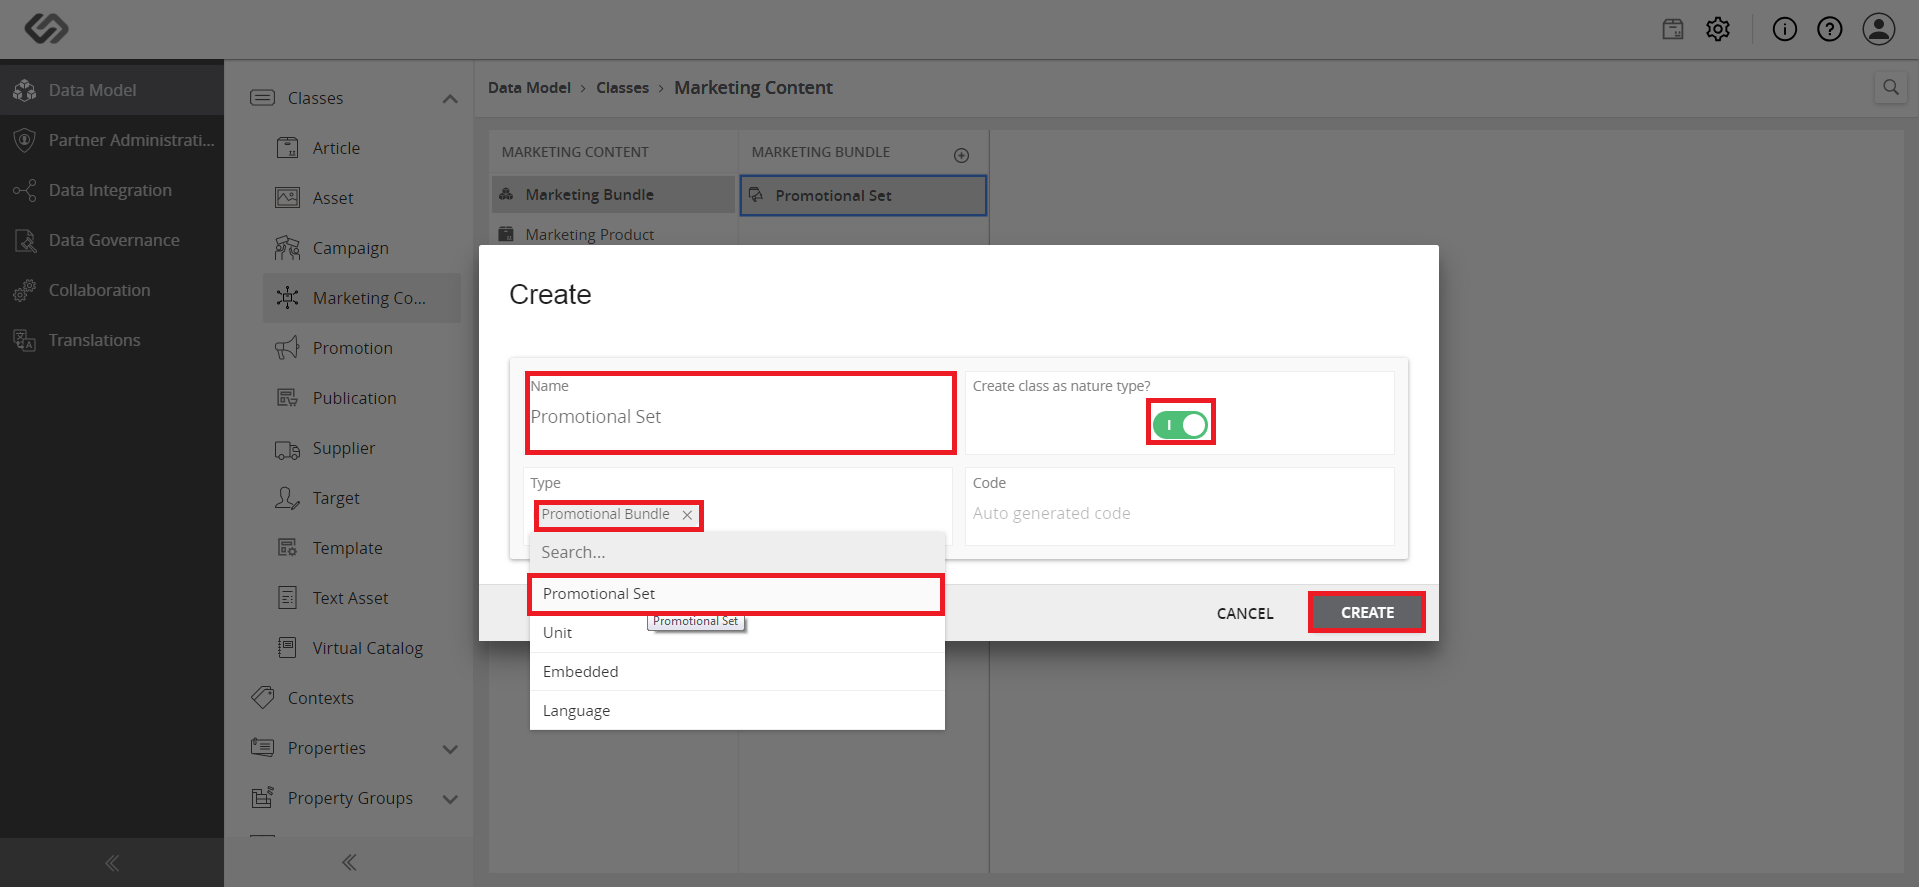 Data Model
Partner Administrati...
Data Integration
Data Governance
Collaboration
Translations
Classes
Article
Asset
Campaign
Marketing Co...
Promotion
Publication
Supplier
Target
Template
Text Asset
Virtual Catalog
Contexts
Properties
Property Groups
Data Model › Classes › Marketing Content
MARKETING CONTENT
Marketing Bundle
Marketing Product
MARKETING BUNDLE
Promotional Set
Create
Name
Promotional Set
Create class as nature type?
Type
Promotional Bundle
Code
Auto generated code
Search...
Promotional Set
Promotional Set
Unit
Embedded
Language
CANCEL
CREATE